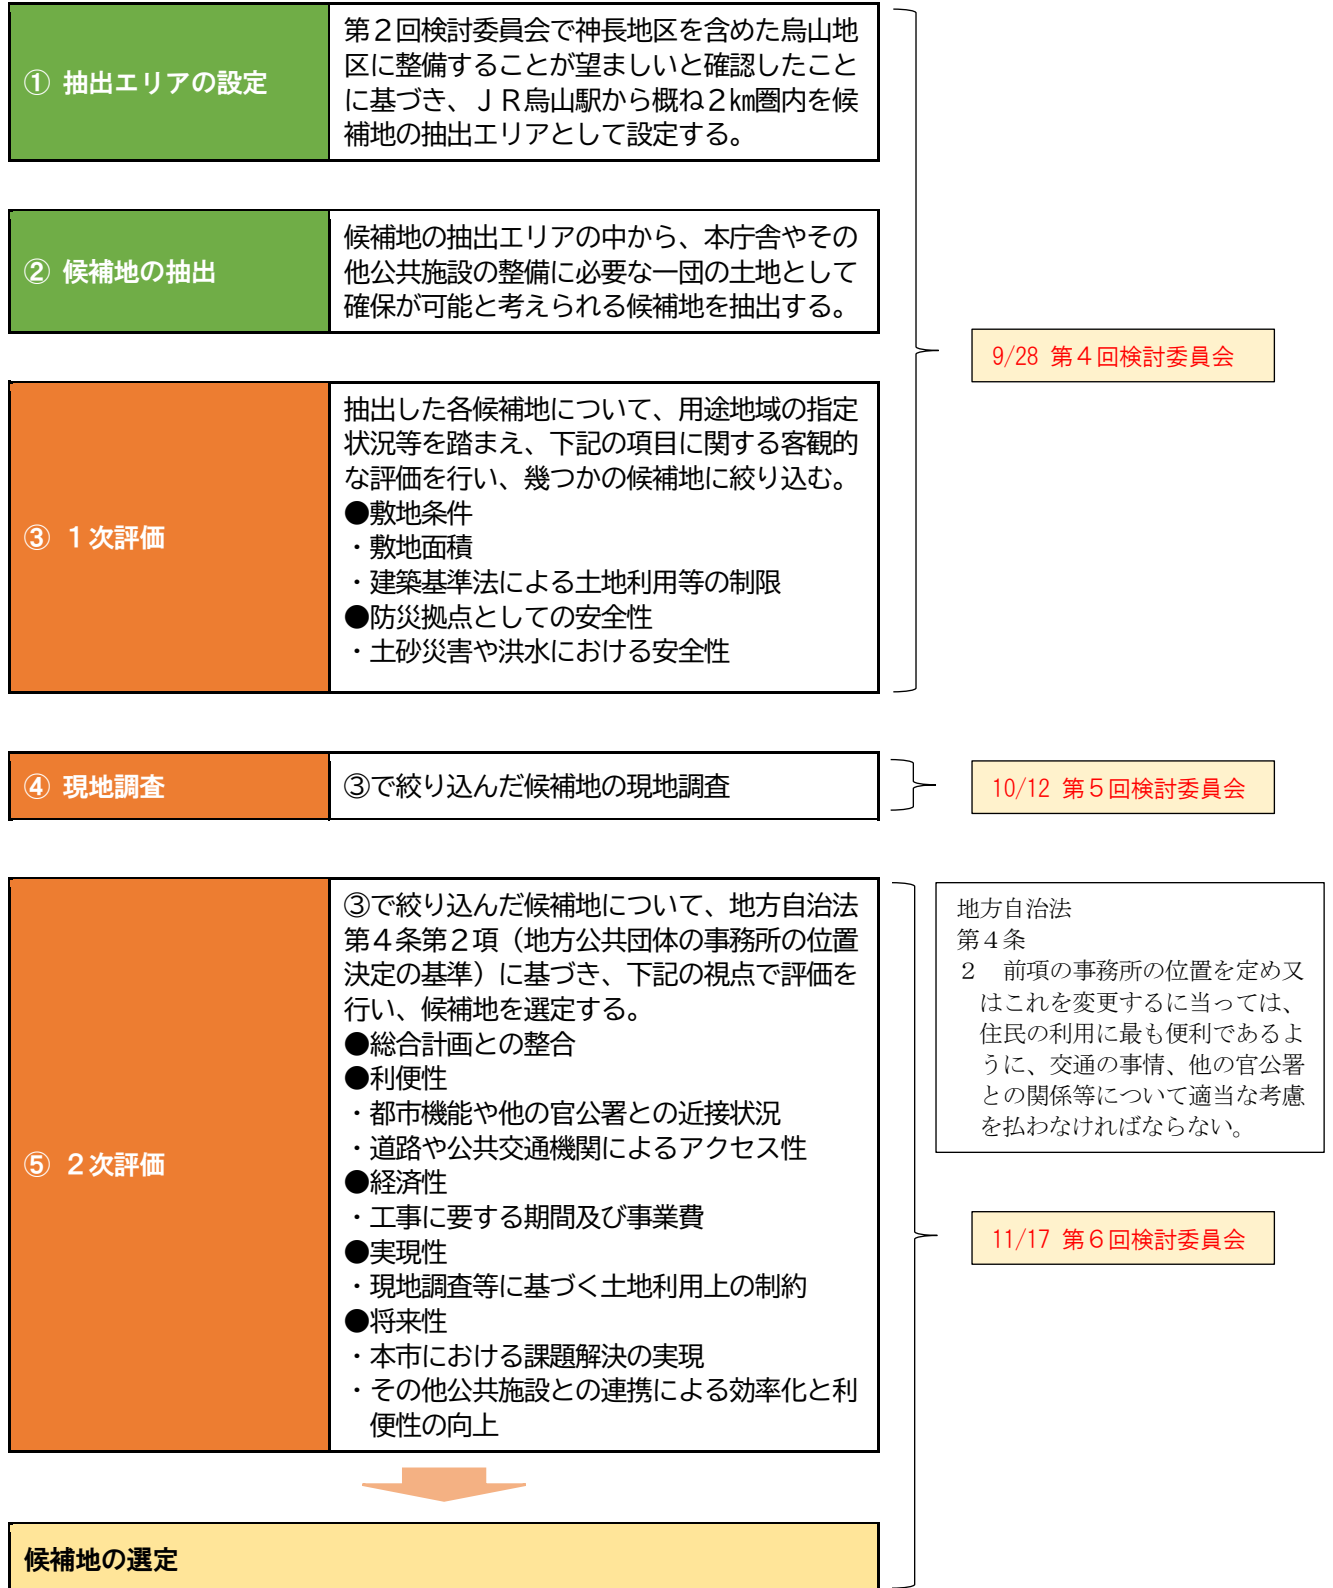 ① 抽出エリアの設定
第２回検討委員会で神長地区を含めた烏山地
区に整備することが望ましいと確認したこと
に基づき、ＪＲ烏山駅から概ね２㎞圏内を候
補地の抽出エリアとして設定する。
② 候補地の抽出
候補地の抽出エリアの中から、本庁舎やその
他公共施設の整備に必要な一団の土地として
確保が可能と考えられる候補地を抽出する。
9/28 第４回検討委員会
③ １次評価
抽出した各候補地について、用途地域の指定
状況等を踏まえ、下記の項目に関する客観的
な評価を行い、幾つかの候補地に絞り込む。
●敷地条件
・敷地面積
・建築基準法による土地利用等の制限
●防災拠点としての安全性
・土砂災害や洪水における安全性
④ 現地調査
③で絞り込んだ候補地の現地調査
10/12 第５回検討委員会
⑤ ２次評価
③で絞り込んだ候補地について、地方自治法
第４条第２項（地方公共団体の事務所の位置
決定の基準）に基づき、下記の視点で評価を
行い、候補地を選定する。
●総合計画との整合
●利便性
・都市機能や他の官公署との近接状況
・道路や公共交通機関によるアクセス性
●経済性
・工事に要する期間及び事業費
●実現性
・現地調査等に基づく土地利用上の制約
●将来性
・本市における課題解決の実現
・その他公共施設との連携による効率化と利
便性の向上
地方自治法
第４条
２　前項の事務所の位置を定め又
はこれを変更するに当っては、
住民の利用に最も便利であるよ
うに、交通の事情、他の官公署
との関係等について適当な考慮
を払わなければならない。
11/17 第６回検討委員会
候補地の選定